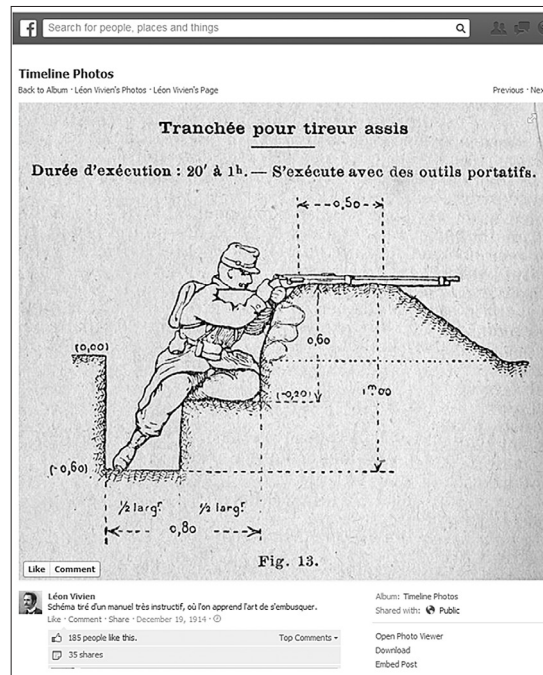 f Search for people, places and things
Timeline Photos
Back to Album · Léon Vivien's Photos · Léon Vivien's Page
Previous · Nex
Tranchée pour tireur assis
Durée d'exécution : 20' à 1h. — S'exécute avec des outils portatifs.
0,50
(0,00)
0,60
(-0,20)
1m00
(-0,60)
½ largr ½ largr
0,80
Fig. 13.
Like Comment
Léon Vivien
Schéma tiré d'un manuel très instructif, où l'on apprend l'art de s'embusquer.
Like · Comment · Share · December 19, 1914 ·
185 people like this.
Top Comments
35 shares
Album: Timeline Photos
Shared with: Public
Open Photo Viewer
Download
Embed Post